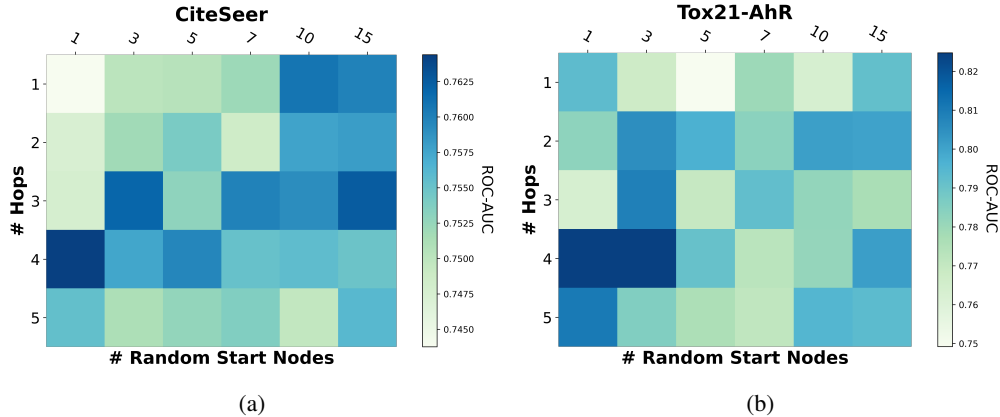 CiteSeer
1 3 5 7 10 15
1
2
3
4
5
# Hops
# Random Start Nodes
0.7625
0.7600
0.7575
0.7550
0.7525
0.7500
0.7475
0.7450
ROC-AUC
(a)
Tox21-AhR
1 3 5 7 10 15
1
2
3
4
5
# Hops
# Random Start Nodes
0.82
0.81
0.80
0.79
0.78
0.77
0.76
0.75
ROC-AUC
(b)